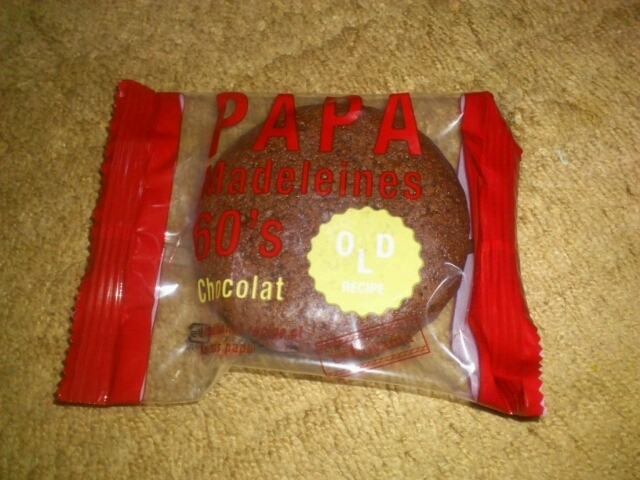 PAPA
Madeleines
60's
Chocolat
OLD
RECIPE